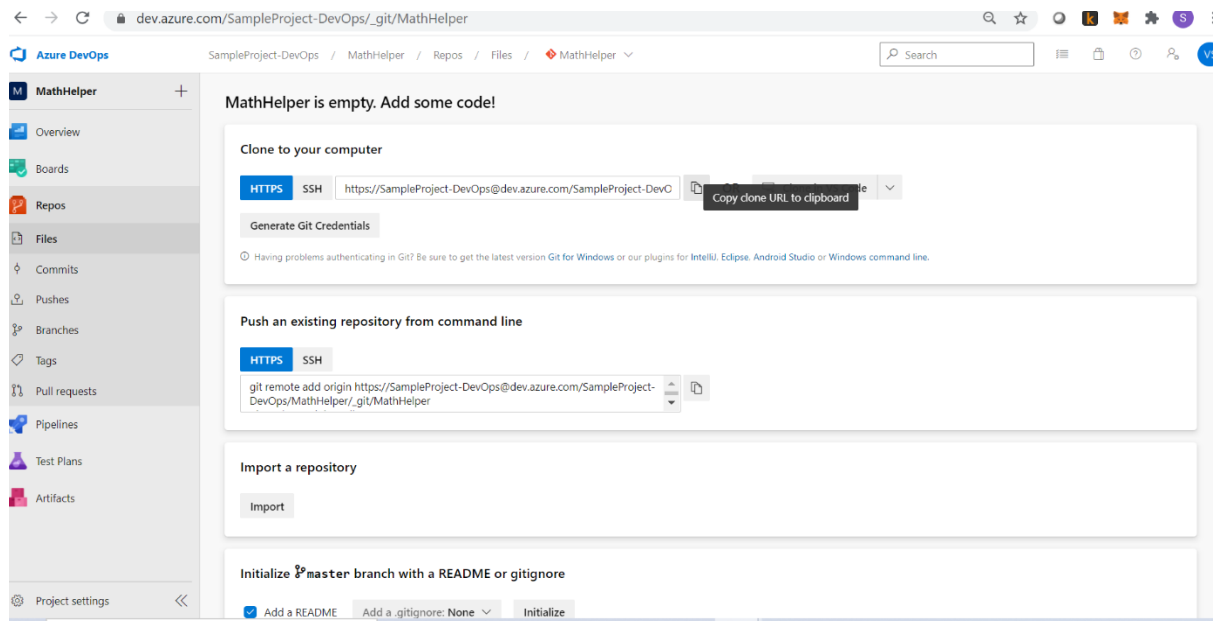 dev.azure.com/SampleProject-DevOps/_git/MathHelper
k
S
Azure DevOps
SampleProject-DevOps / MathHelper / Repos / Files / MathHelper
Search
VS
M MathHelper
Overview
Boards
Repos
Files
Commits
Pushes
Branches
Tags
Pull requests
Pipelines
Test Plans
Artifacts
Project settings
MathHelper is empty. Add some code!
Clone to your computer
HTTPS SSH https://SampleProject-DevOps@dev.azure.com/SampleProject-DevO
Copy clone URL to clipboard
Generate Git Credentials
Having problems authenticating in Git? Be sure to get the latest version Git for Windows or our plugins for IntelliJ, Eclipse, Android Studio or Windows command line.
Push an existing repository from command line
HTTPS SSH
git remote add origin https://SampleProject-DevOps@dev.azure.com/SampleProject-
DevOps/MathHelper/_git/MathHelper
Import a repository
Import
Initialize master branch with a README or gitignore
Add a README Add a .gitignore: None Initialize